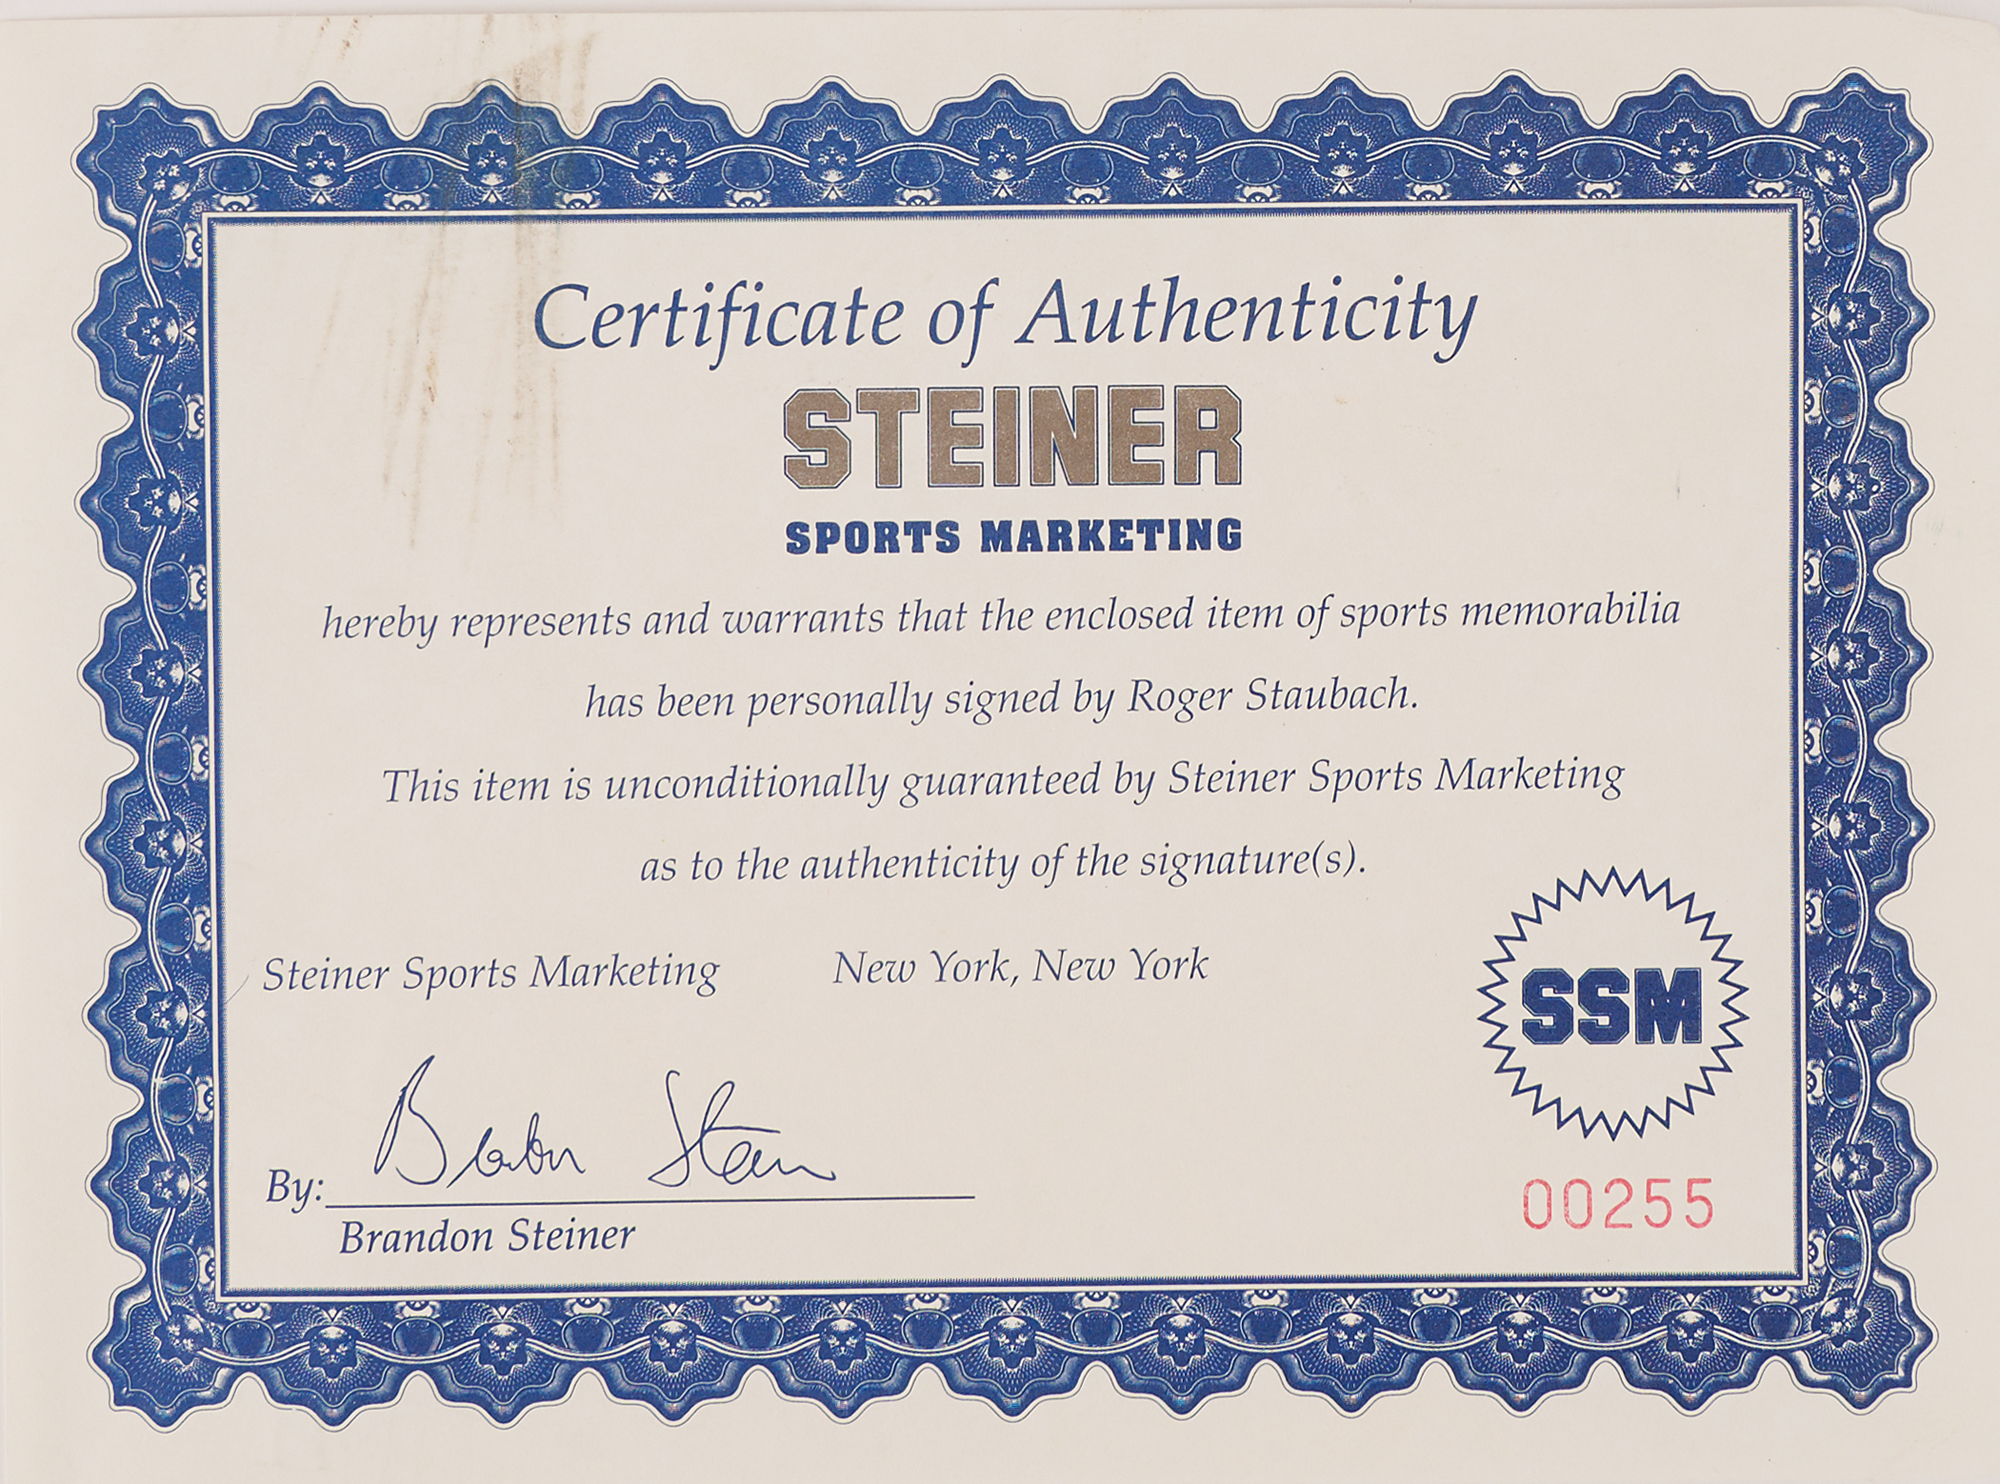 Certificate of Authenticity
STEINER
SPORTS MARKETING
hereby represents and warrants that the enclosed item of sports memorabilia
has been personally signed by Roger Staubach.
This item is unconditionally guaranteed by Steiner Sports Marketing
as to the authenticity of the signature(s).
Steiner Sports Marketing New York, New York
SSM
By: Brandon Steiner
Brandon Steiner
00255